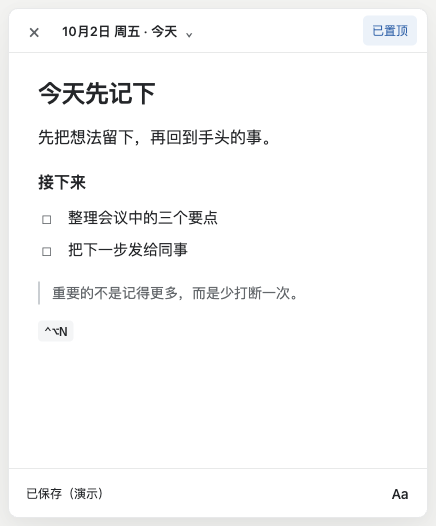 10月2日 周五 · 今天
已置顶
今天先记下
先把想法留下，再回到手头的事。
接下来
整理会议中的三个要点
把下一步发给同事
重要的不是记得更多，而是少打断一次。
⌃⌥N
已保存（演示）
Aa